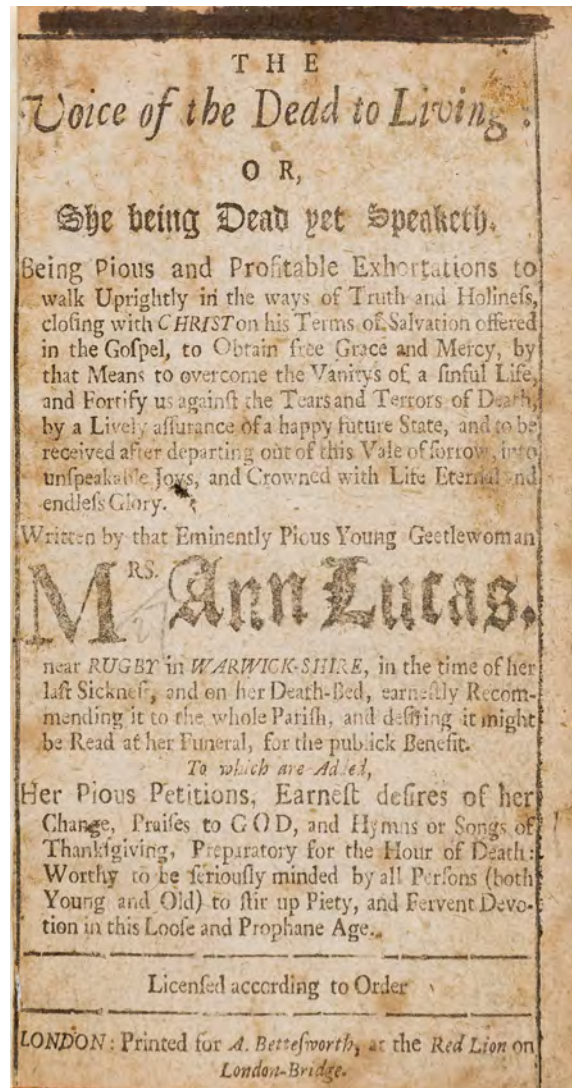 THE
Voice of the Dead to Living:
OR,
She being Dead yet Speaketh.
Being Pious and Profitable Exhortations to
walk Uprightly in the ways of Truth and Holineſs,
cloſing with CHRIST on his Terms of Salvation offered
in the Goſpel, to Obtain free Grace and Mercy, by
that Means to overcome the Vanitys of a ſinful Life,
and Fortify us againſt the Tears and Terrors of Death,
by a Lively aſſurance of a happy future State, and to be
received after departing out of this Vale of ſorrow, into
unſpeakable Joys, and Crowned with Life Eternal and
endleſs Glory.
Written by that Eminently Pious Young Geetlewoman
MRS. Ann Lucas,
near RUGBY in WARWICK-SHIRE, in the time of her
laſt Sickneſs, and on her Death-Bed, earneſtly Recom-
mending it to the whole Pariſh, and deſiring it might
be Read at her Funeral, for the publick Benefit.
To which are Added,
Her Pious Petitions, Earneſt deſires of her
Change, Praiſes to GOD, and Hymns or Songs of
Thankſgiving, Preparatory for the Hour of Death:
Worthy to be ſeriouſly minded by all Perſons (both
Young and Old) to ſtir up Piety, and Fervent Devo-
tion in this Looſe and Prophane Age.
Licenſed according to Order
LONDON: Printed for A. Betteſworth, at the Red Lion on
London-Bridge.